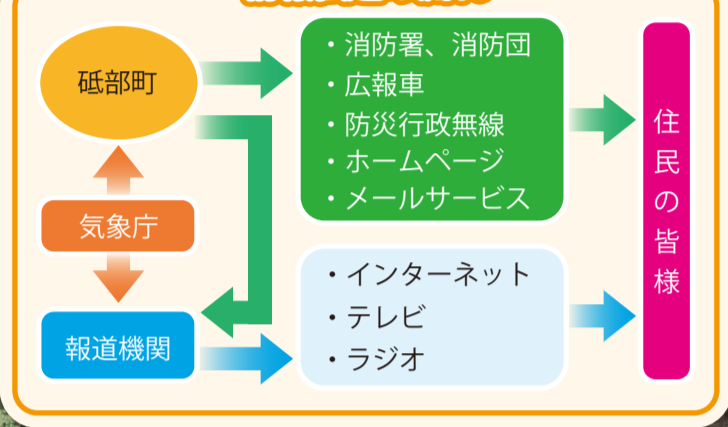 砥部町
・消防署、消防団
・広報車
・防災行政無線
・ホームページ
・メールサービス
気象庁
報道機関
・インターネット
・テレビ
・ラジオ
住民の皆様